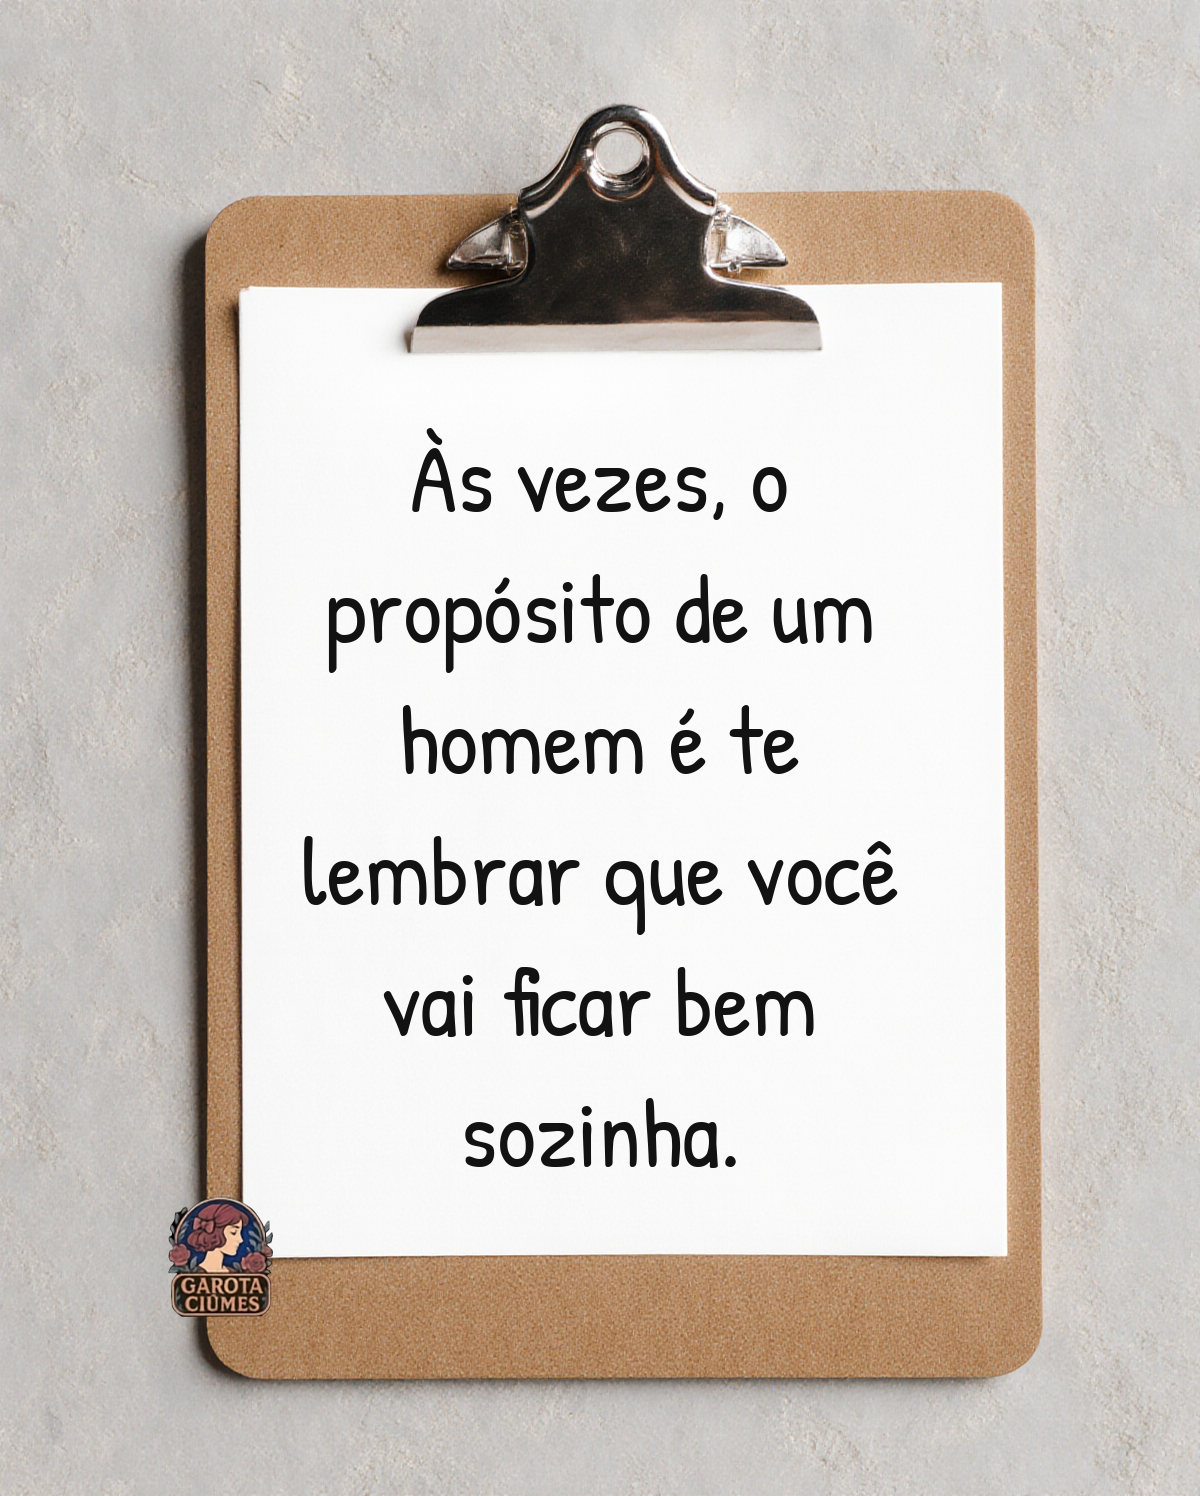 Às vezes, o
propósito de um
homem é te
lembrar que você
vai ficar bem
sozinha.
GAROTA
CIÚMES